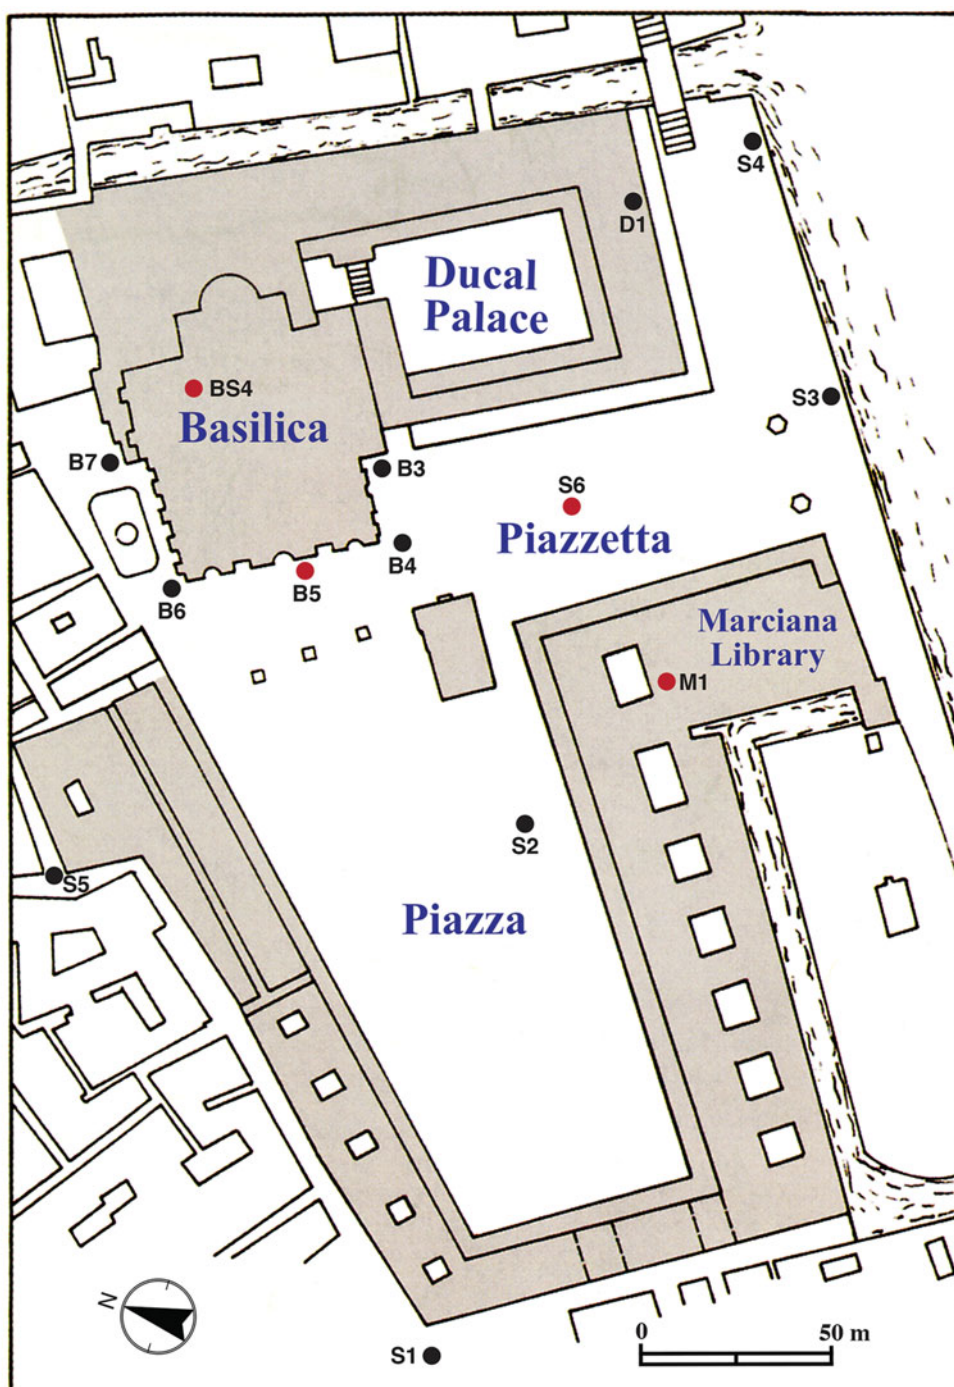 S4
D1
Ducal
Palace
BS4
S3
Basilica
B7
B3
S6
Piazzetta
B4
B5
B6
Marciana
Library
M1
S2
S5
Piazza
N
0 50 m
S1